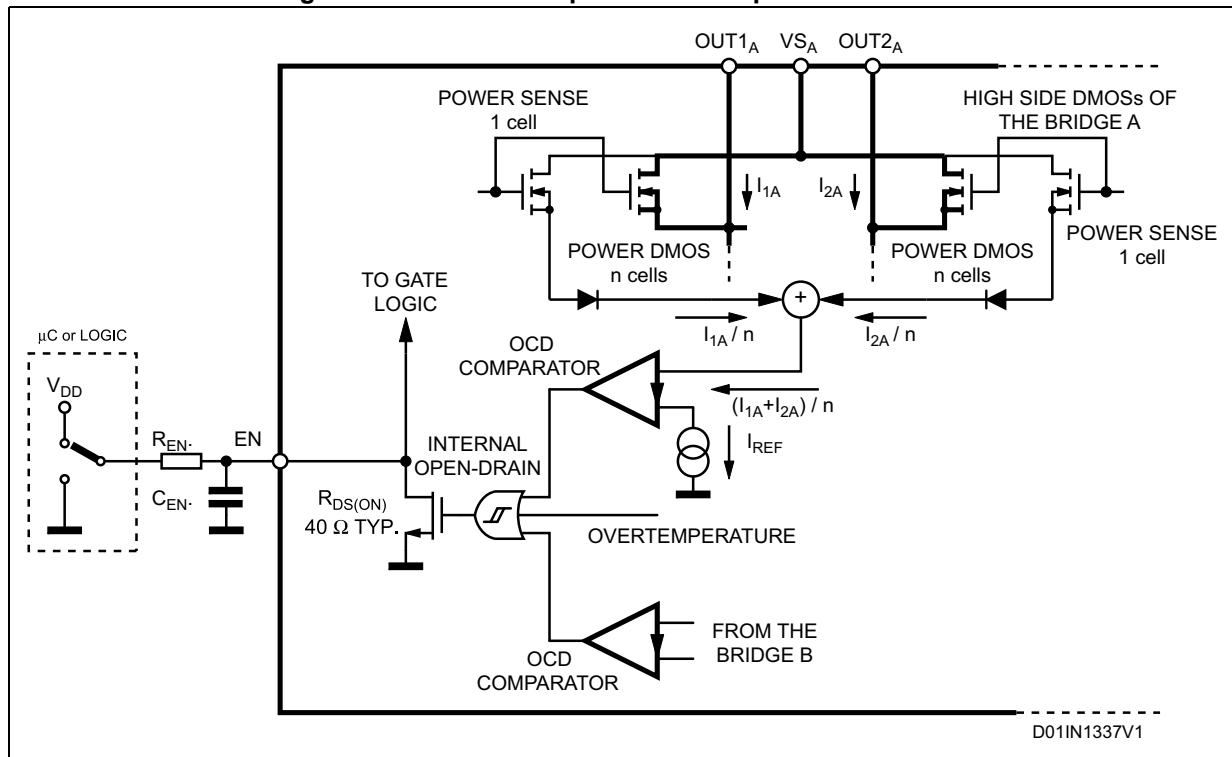 OUT1A VSA OUT2A
POWER SENSE
1 cell
HIGH SIDE DMOSs OF
THE BRIDGE A
I1A I2A
POWER DMOS
n cells
POWER DMOS
n cells
POWER SENSE
1 cell
TO GATE
LOGIC
+
I1A / n I2A / n
μC or LOGIC
VDD
OCD
COMPARATOR
(I1A+I2A) / n
IREF
REN. EN
INTERNAL
OPEN-DRAIN
CEN.
RDS(ON)
40 Ω TYP.
OVERTEMPERATURE
OCD
COMPARATOR
FROM THE
BRIDGE B
D01IN1337V1